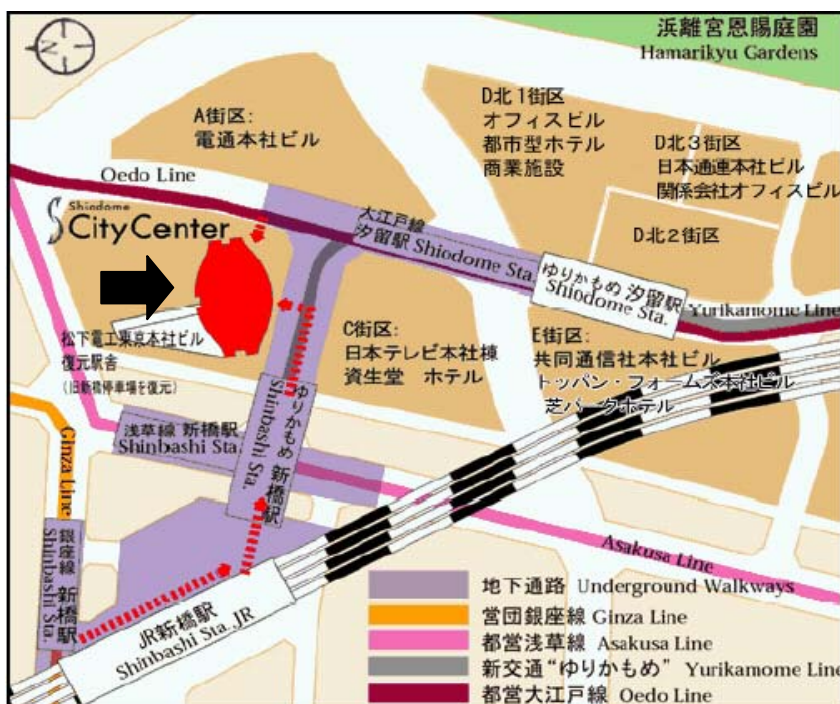 浜離宮恩賜庭園
Hamarikyu Gardens
N
A街区:
電通本社ビル
D北1街区
オフィスビル
都市型ホテル
商業施設
D北3街区
日本通運本社ビル
関係会社オフィスビル
D北2街区
Oedo Line
Shiodome
S City Center
大江戸線
汐留駅 Shiodome Sta.
ゆりかもめ 汐留駅
Shiodome Sta.
Yurikamome Line
松下電工東京本社ビル
復元駅舎
(旧新橋停車場を復元)
C街区:
日本テレビ本社棟
資生堂 ホテル
E街区:
共同通信社本社ビル
トッパン・フォームズ本社ビル
芝パークホテル
浅草線 新橋駅
Shinbashi Sta.
ゆりかもめ 新橋駅
Shinbashi Sta.
Ginza Line
銀座線 新橋駅
Shinbashi Sta.
JR新橋駅
Shinbashi Sta. JR
Asakusa Line
地下通路 Underground Walkways
営団銀座線 Ginza Line
都営浅草線 Asakusa Line
新交通“ゆりかもめ” Yurikamome Line
都営大江戸線 Oedo Line